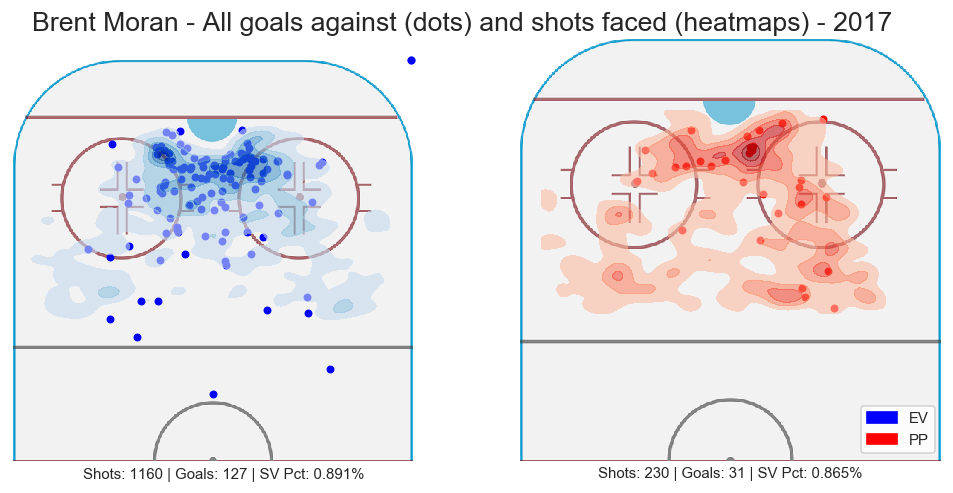 Brent Moran - All goals against (dots) and shots faced (heatmaps) - 2017
EV
PP
Shots: 1160 | Goals: 127 | SV Pct: 0.891%
Shots: 230 | Goals: 31 | SV Pct: 0.865%